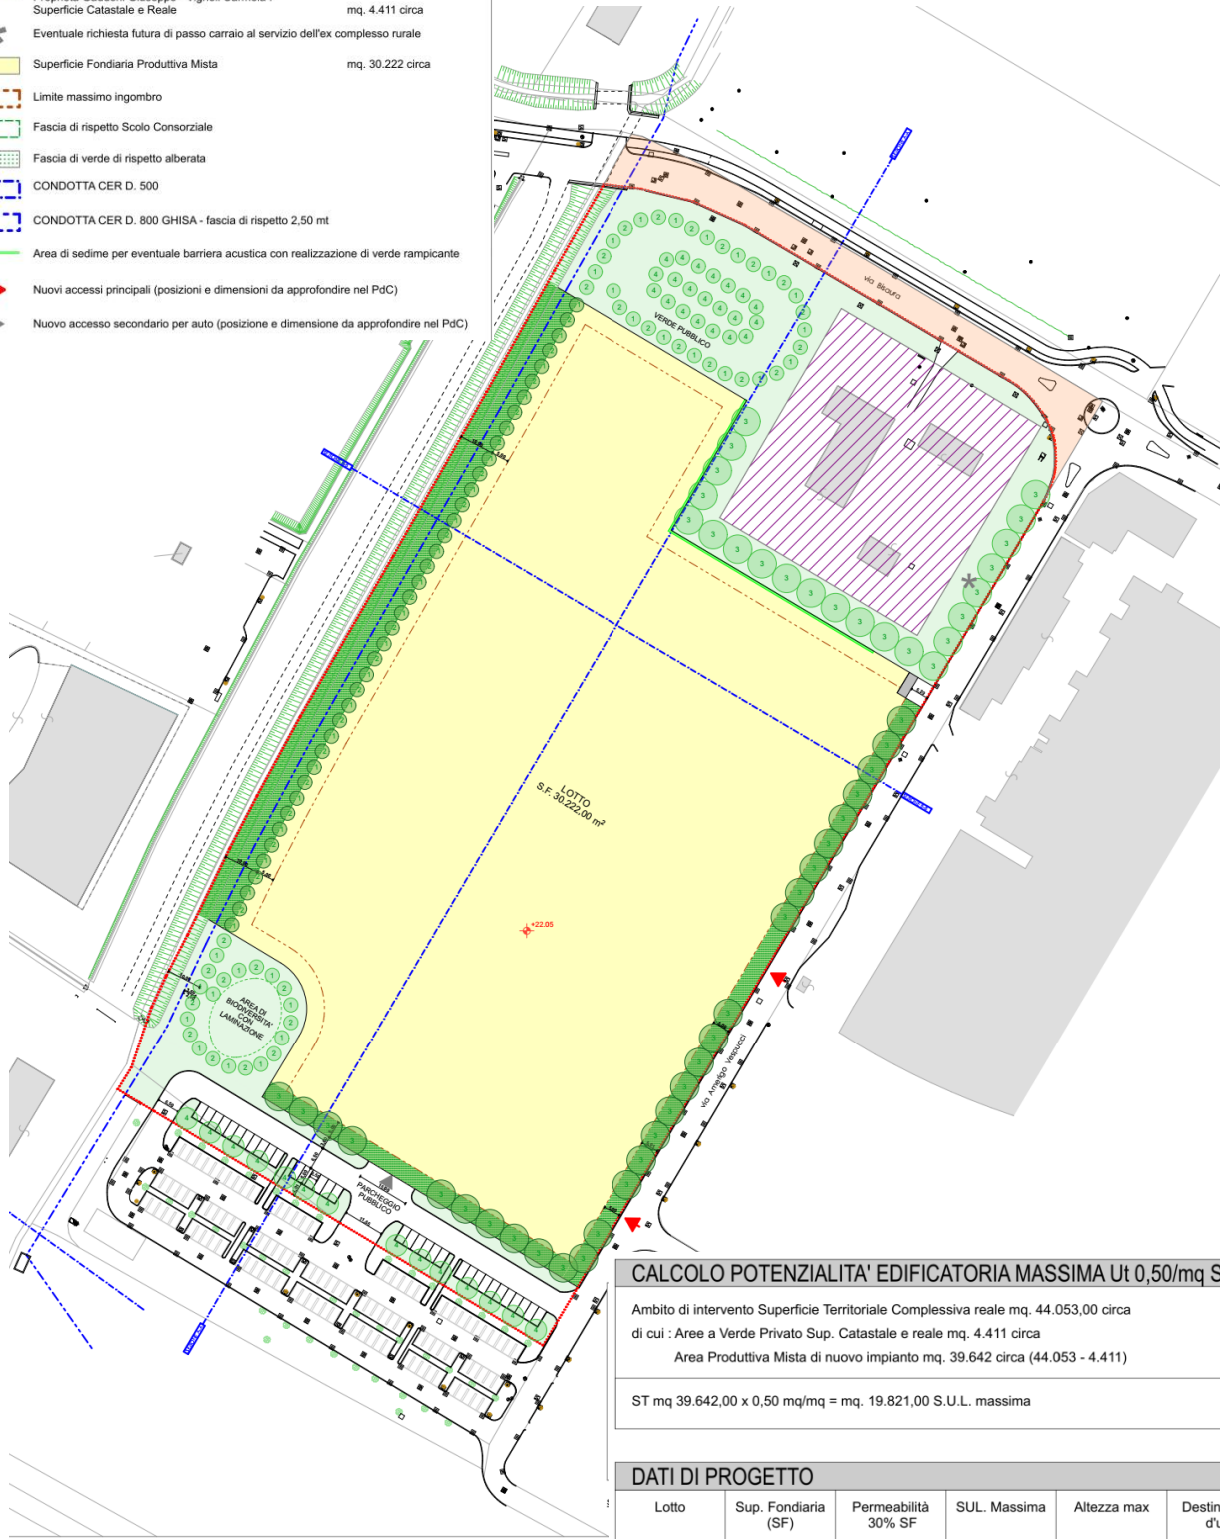 Superficie Catastale e Reale mq. 4.411 circa
Eventuale richiesta futura di passo carraio al servizio dell'ex complesso rurale
Superficie Fondiaria Produttiva Mista mq. 30.222 circa
Limite massimo ingombro
Fascia di rispetto Scolo Consorziale
Fascia di verde di rispetto alberata
CONDOTTA CER D. 500
CONDOTTA CER D. 800 GHISA - fascia di rispetto 2,50 mt
Area di sedime per eventuale barriera acustica con realizzazione di verde rampicante
Nuovi accessi principali (posizioni e dimensioni da approfondire nel PdC)
Nuovo accesso secondario per auto (posizione e dimensione da approfondire nel PdC)
via Bisaura
VERDE PUBBLICO
LOTTO
S.F. 30.222,00 m²
+22.05
AREA DI
BIODIVERSITA'
CON
LAMINAZIONE
via Amerigo Vespucci
PARCHEGGIO
PUBBLICO
CALCOLO POTENZIALITA' EDIFICATORIA MASSIMA Ut 0,50/mq S
Ambito di intervento Superficie Territoriale Complessiva reale mq. 44.053,00 circa
di cui : Aree a Verde Privato Sup. Catastale e reale mq. 4.411 circa
Area Produttiva Mista di nuovo impianto mq. 39.642 circa (44.053 - 4.411)
ST mq 39.642,00 x 0,50 mq/mq = mq. 19.821,00 S.U.L. massima
DATI DI PROGETTO
Lotto Sup. Fondiaria Permeabilità SUL. Massima Altezza max Destin
(SF) 30% SF d'u